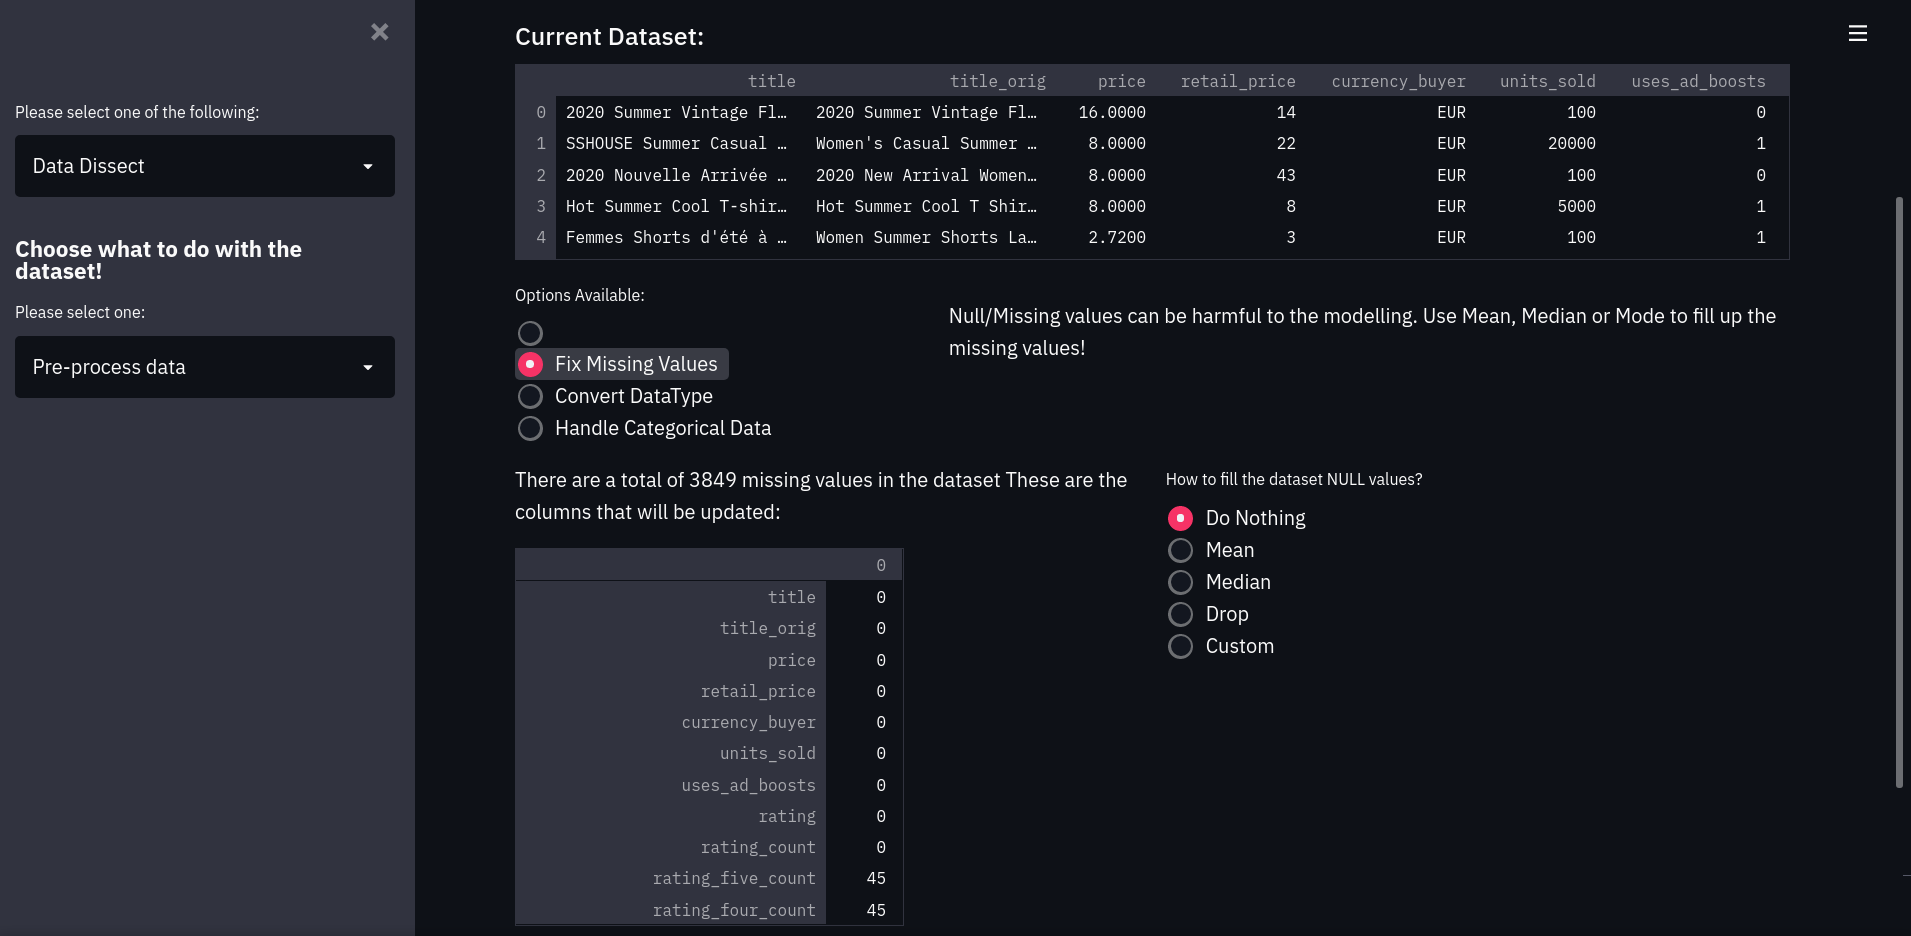 Please select one of the following:
Data Dissect
Choose what to do with the
dataset!
Please select one:
Pre-process data
Current Dataset:
title title_orig price retail_price currency_buyer units_sold uses_ad_boosts
0 2020 Summer Vintage Fl… 2020 Summer Vintage Fl… 16.0000 14 EUR 100 0
1 SSHOUSE Summer Casual … Women's Casual Summer … 8.0000 22 EUR 20000 1
2 2020 Nouvelle Arrivée … 2020 New Arrival Women… 8.0000 43 EUR 100 0
3 Hot Summer Cool T-shir… Hot Summer Cool T Shir… 8.0000 8 EUR 5000 1
4 Femmes Shorts d'été à … Women Summer Shorts La… 2.7200 3 EUR 100 1
Options Available:
Fix Missing Values
Convert DataType
Handle Categorical Data
Null/Missing values can be harmful to the modelling. Use Mean, Median or Mode to fill up the
missing values!
There are a total of 3849 missing values in the dataset These are the
columns that will be updated:
0
title 0
title_orig 0
price 0
retail_price 0
currency_buyer 0
units_sold 0
uses_ad_boosts 0
rating 0
rating_count 0
rating_five_count 45
rating_four_count 45
How to fill the dataset NULL values?
Do Nothing
Mean
Median
Drop
Custom